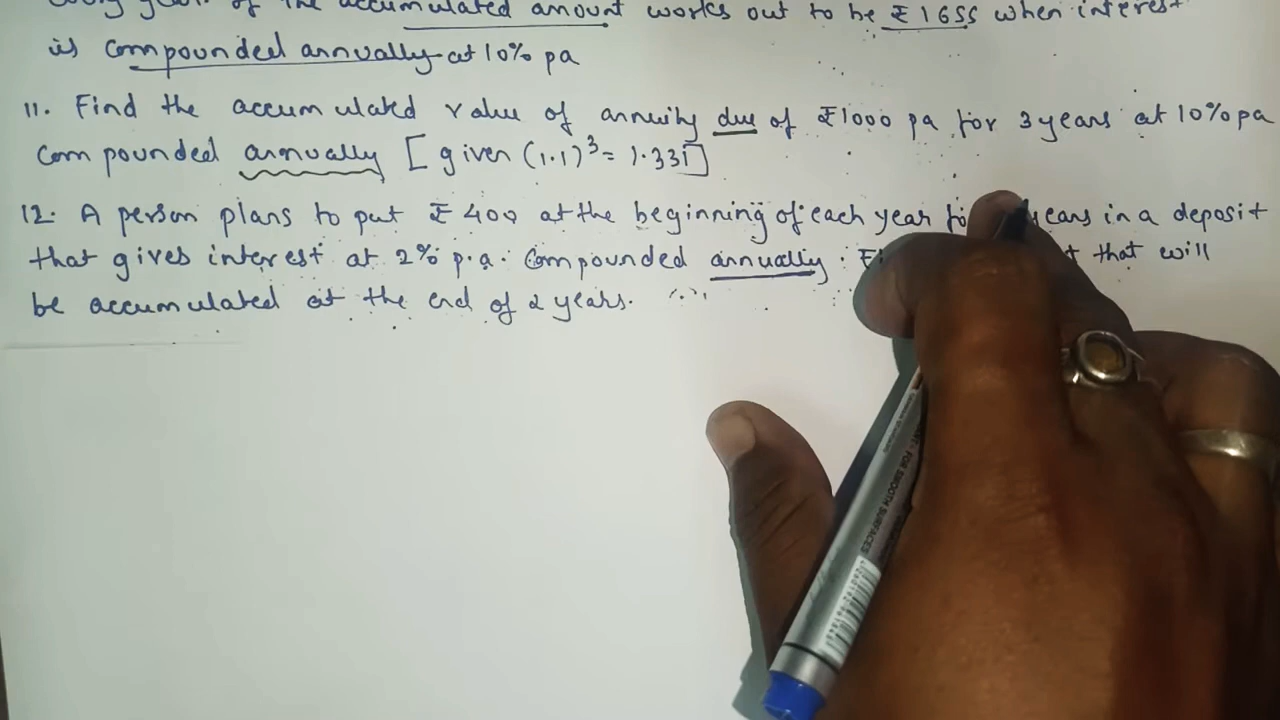 of the accumulated amount works out to be ₹1655 when interest
is compounded annually at 10% pa
11. Find the accumulated value of annuity due of ₹1000 pa for 3 years at 10% pa
compounded annually [given (1.1)³ = 1.331]
12. A person plans to put ₹400 at the beginning of each year years in a deposit
that gives interest at 2% p.a. compounded annually. that will
be accumulated at the end of 2 years.
FOR SMOOTH SURFACES